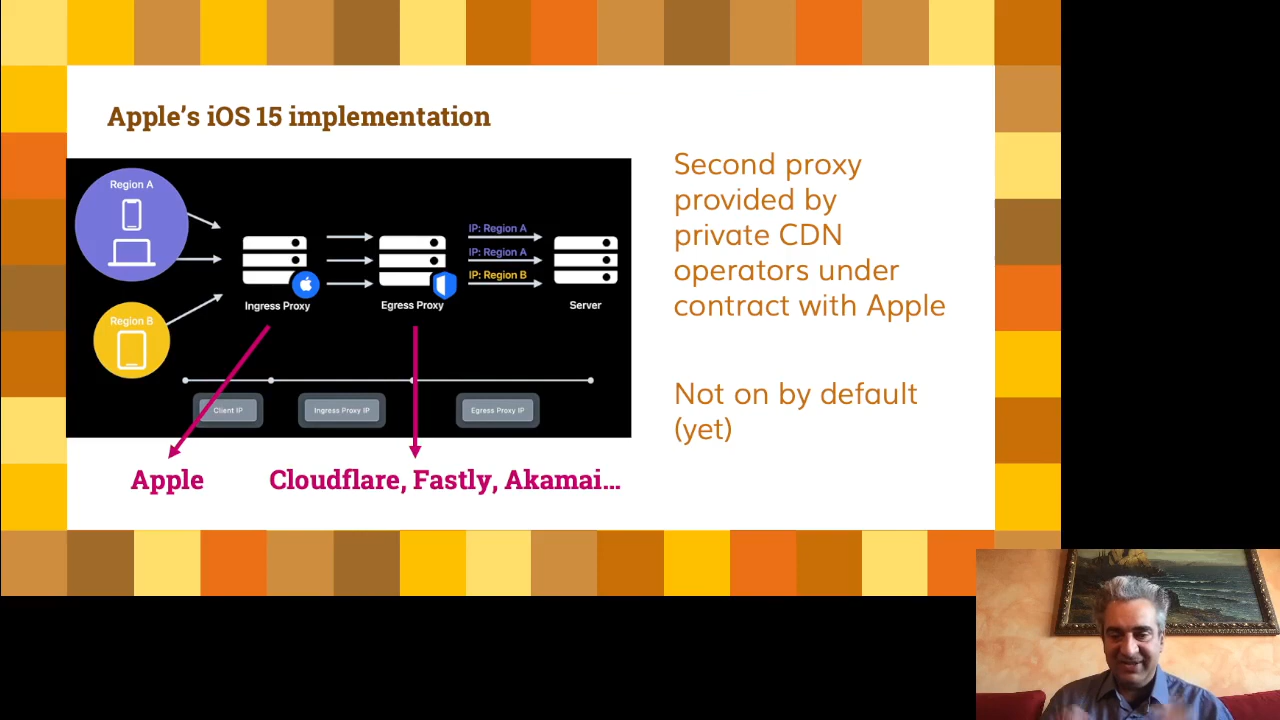 Apple's iOS 15 implementation
Region A
Region B
IP: Region A
IP: Region A
IP: Region B
Ingress Proxy
Egress Proxy
Server
Client IP
Ingress Proxy IP
Egress Proxy IP
Apple
Cloudflare, Fastly, Akamai...
Second proxy
provided by
private CDN
operators under
contract with Apple
Not on by default
(yet)